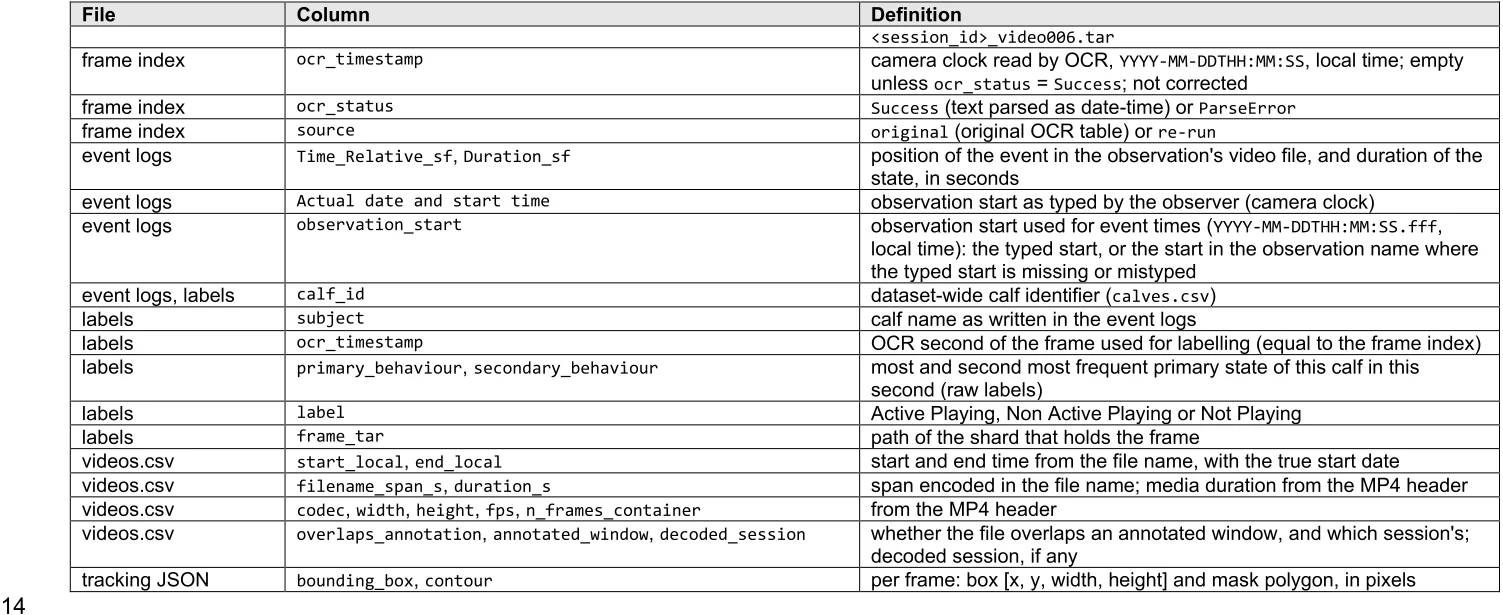 File Column Definition
<session_id>_video006.tar
frame index ocr_timestamp camera clock read by OCR, YYYY-MM-DDTHH:MM:SS, local time; empty
unless ocr_status = Success; not corrected
frame index ocr_status Success (text parsed as date-time) or ParseError
frame index source original (original OCR table) or re-run
event logs Time_Relative_sf, Duration_sf position of the event in the observation's video file, and duration of the
state, in seconds
event logs Actual date and start time observation start as typed by the observer (camera clock)
event logs observation_start observation start used for event times (YYYY-MM-DDTHH:MM:SS.fff,
local time): the typed start, or the start in the observation name where
the typed start is missing or mistyped
event logs, labels calf_id dataset-wide calf identifier (calves.csv)
labels subject calf name as written in the event logs
labels ocr_timestamp OCR second of the frame used for labelling (equal to the frame index)
labels primary_behaviour, secondary_behaviour most and second most frequent primary state of this calf in this
second (raw labels)
labels label Active Playing, Non Active Playing or Not Playing
labels frame_tar path of the shard that holds the frame
videos.csv start_local, end_local start and end time from the file name, with the true start date
videos.csv filename_span_s, duration_s span encoded in the file name; media duration from the MP4 header
videos.csv codec, width, height, fps, n_frames_container from the MP4 header
videos.csv overlaps_annotation, annotated_window, decoded_session whether the file overlaps an annotated window, and which session's;
decoded session, if any
tracking JSON bounding_box, contour per frame: box [x, y, width, height] and mask polygon, in pixels
14